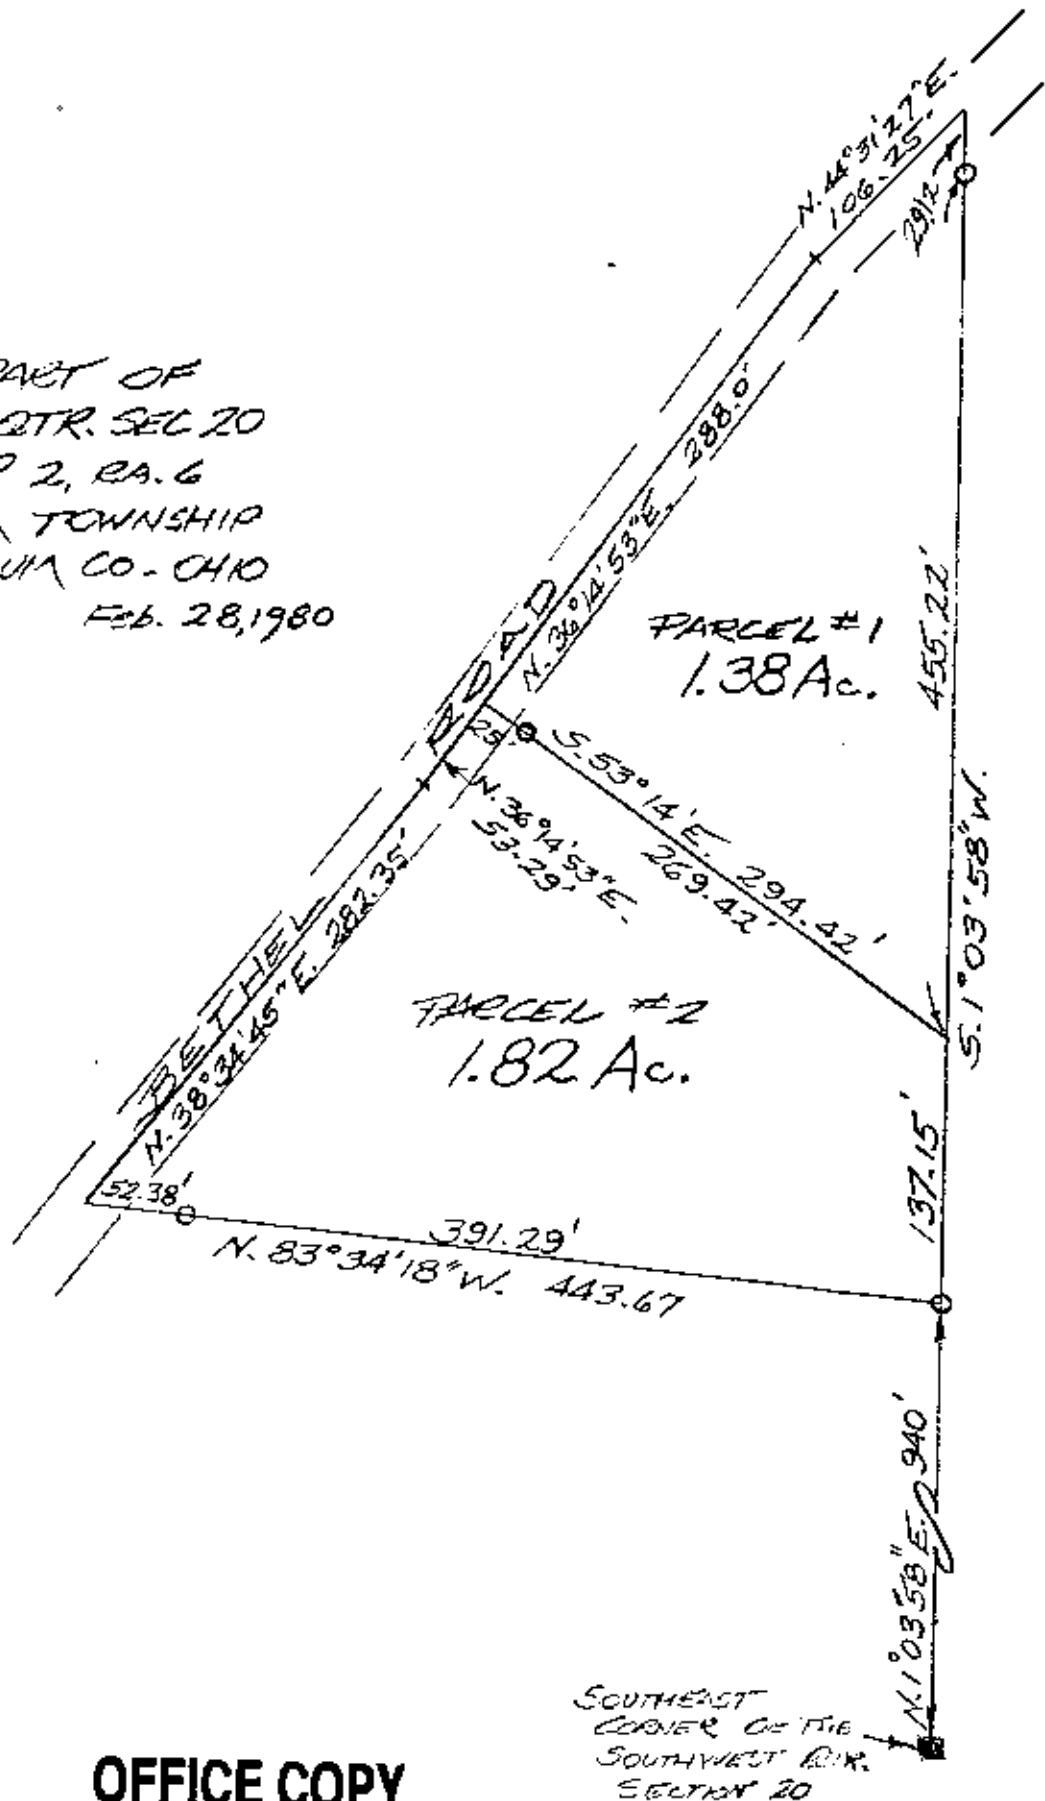 N. 44°31'27"E.
106.25'
29.12
PART OF
QTR. SEC 20
P 2, RA. 6
TOWNSHIP
CO - OHIO
Feb. 28, 1980
288.0'
N. 36°14'53"E.
PARCEL #1
1.38 Ac.
455.22'
S. 1°03'58"W.
BETHEL ROAD
25'
S. 53°14'E. 294.42'
269.42'
N. 36°14'53"E.
53.29'
N. 38°34'45"E. 282.35'
PARCEL #2
1.82 Ac.
137.15'
52.38'
391.29'
N. 83°34'18"W. 443.67
N. 1°03'58"E. 940'
SOUTHEAST
CORNER OF THE
SOUTHWEST QTR.
SECTION 20
OFFICE COPY